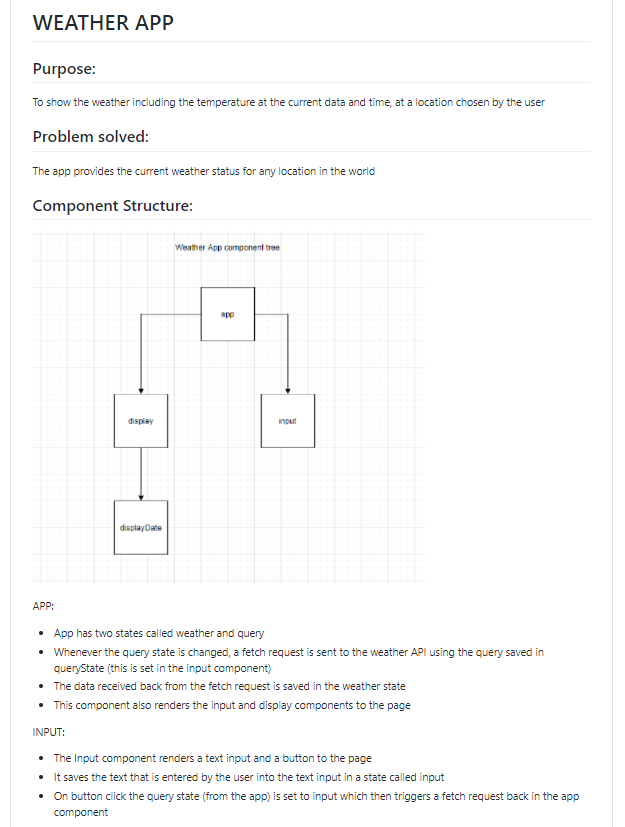 WEATHER APP
Purpose:
To show the weather including the temperature at the current data and time, at a location chosen by the user
Problem solved:
The app provides the current weather status for any location in the world
Component Structure:
Weather App component tree
app
display
input
displayDate
APP:
• App has two states called weather and query
• Whenever the query state is changed, a fetch request is sent to the weather API using the query saved in
queryState (this is set in the input component)
• The data received back from the fetch request is saved in the weather state
• This component also renders the input and display components to the page
INPUT:
• The Input component renders a text input and a button to the page
• It saves the text that is entered by the user into the text input in a state called input
• On button click the query state (from the app) is set to input which then triggers a fetch request back in the app
component